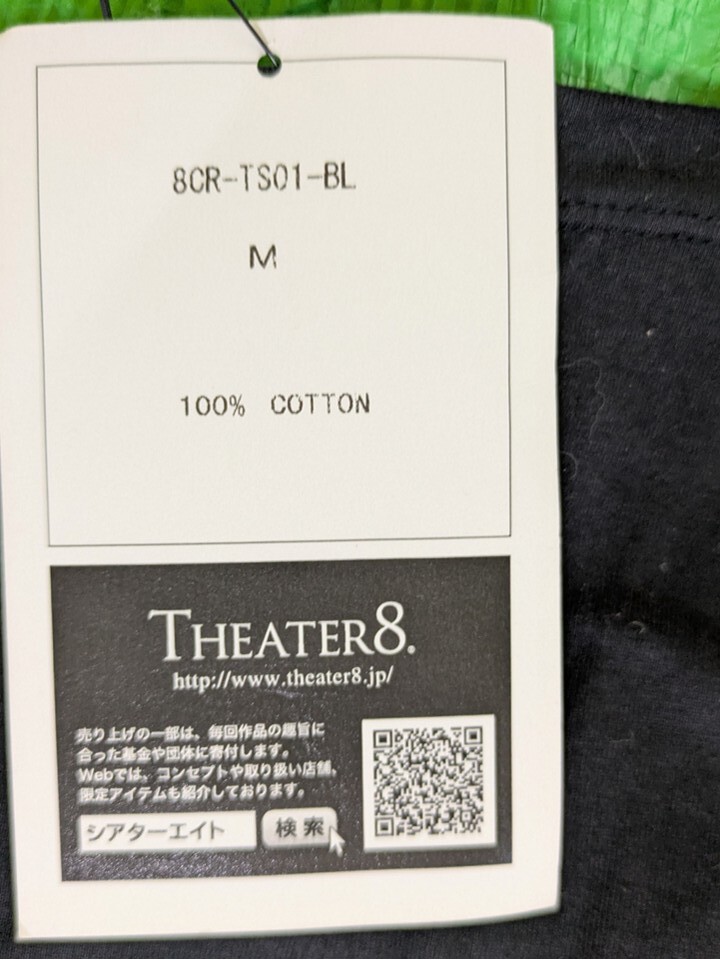 8CR-TS01-BL
M
100% COTTON
THEATER8.
http://www.theater8.jp/
売り上げの一部は、毎回作品の趣旨に
合った基金や団体に寄付します。
Webでは、コンセプトや取り扱い店舗、
限定アイテムも紹介しております。
シアターエイト 検索